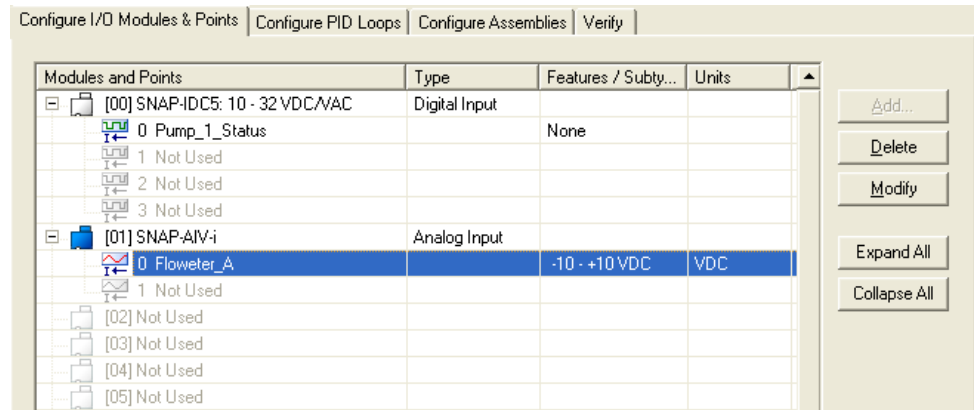 Configure I/O Modules & Points Configure PID Loops Configure Assemblies Verify
Modules and Points Type Features / Subty... Units
[00] SNAP-IDC5: 10 - 32 VDC/VAC Digital Input
0 Pump_1_Status None
1 Not Used
2 Not Used
3 Not Used
[01] SNAP-AIV-i Analog Input
0 Floweter_A -10 - +10 VDC VDC
1 Not Used
[02] Not Used
[03] Not Used
[04] Not Used
[05] Not Used
Add...
Delete
Modify
Expand All
Collapse All